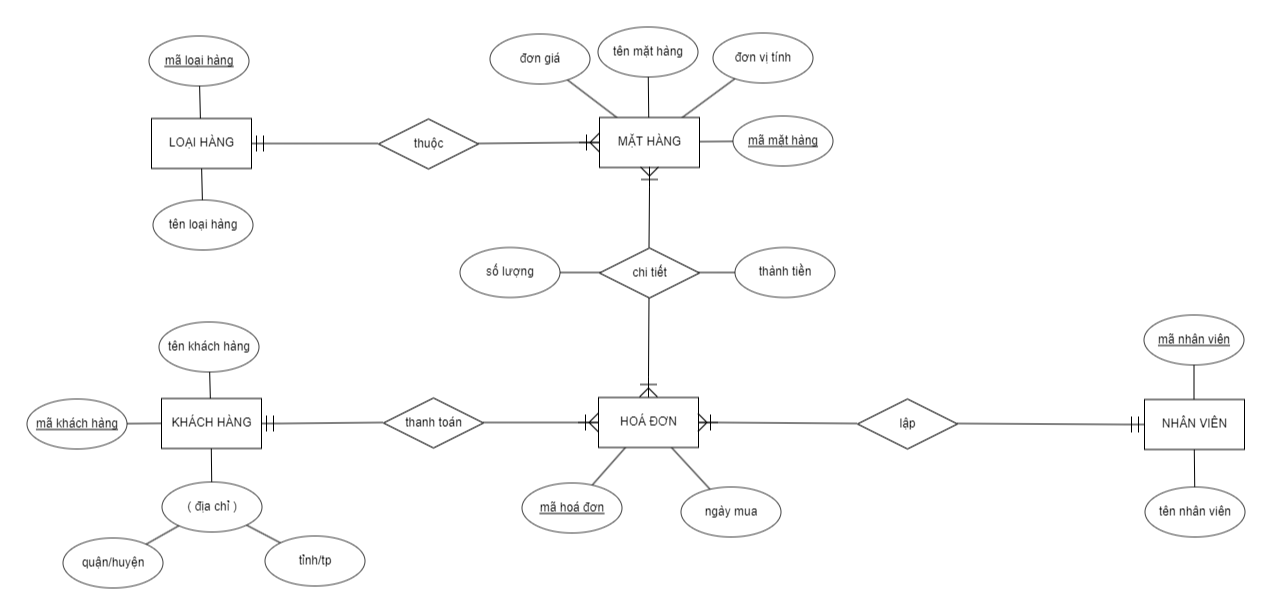 đơn giá
tên mặt hàng
đơn vị tính
mã loại hàng
LOẠI HÀNG
thuộc
MẶT HÀNG
mã mặt hàng
tên loại hàng
số lượng
chi tiết
thành tiền
tên khách hàng
mã nhân viên
mã khách hàng
KHÁCH HÀNG
thanh toán
HOÁ ĐƠN
lập
NHÂN VIÊN
( địa chỉ )
mã hoá đơn
ngày mua
tên nhân viên
quận/huyện
tỉnh/tp